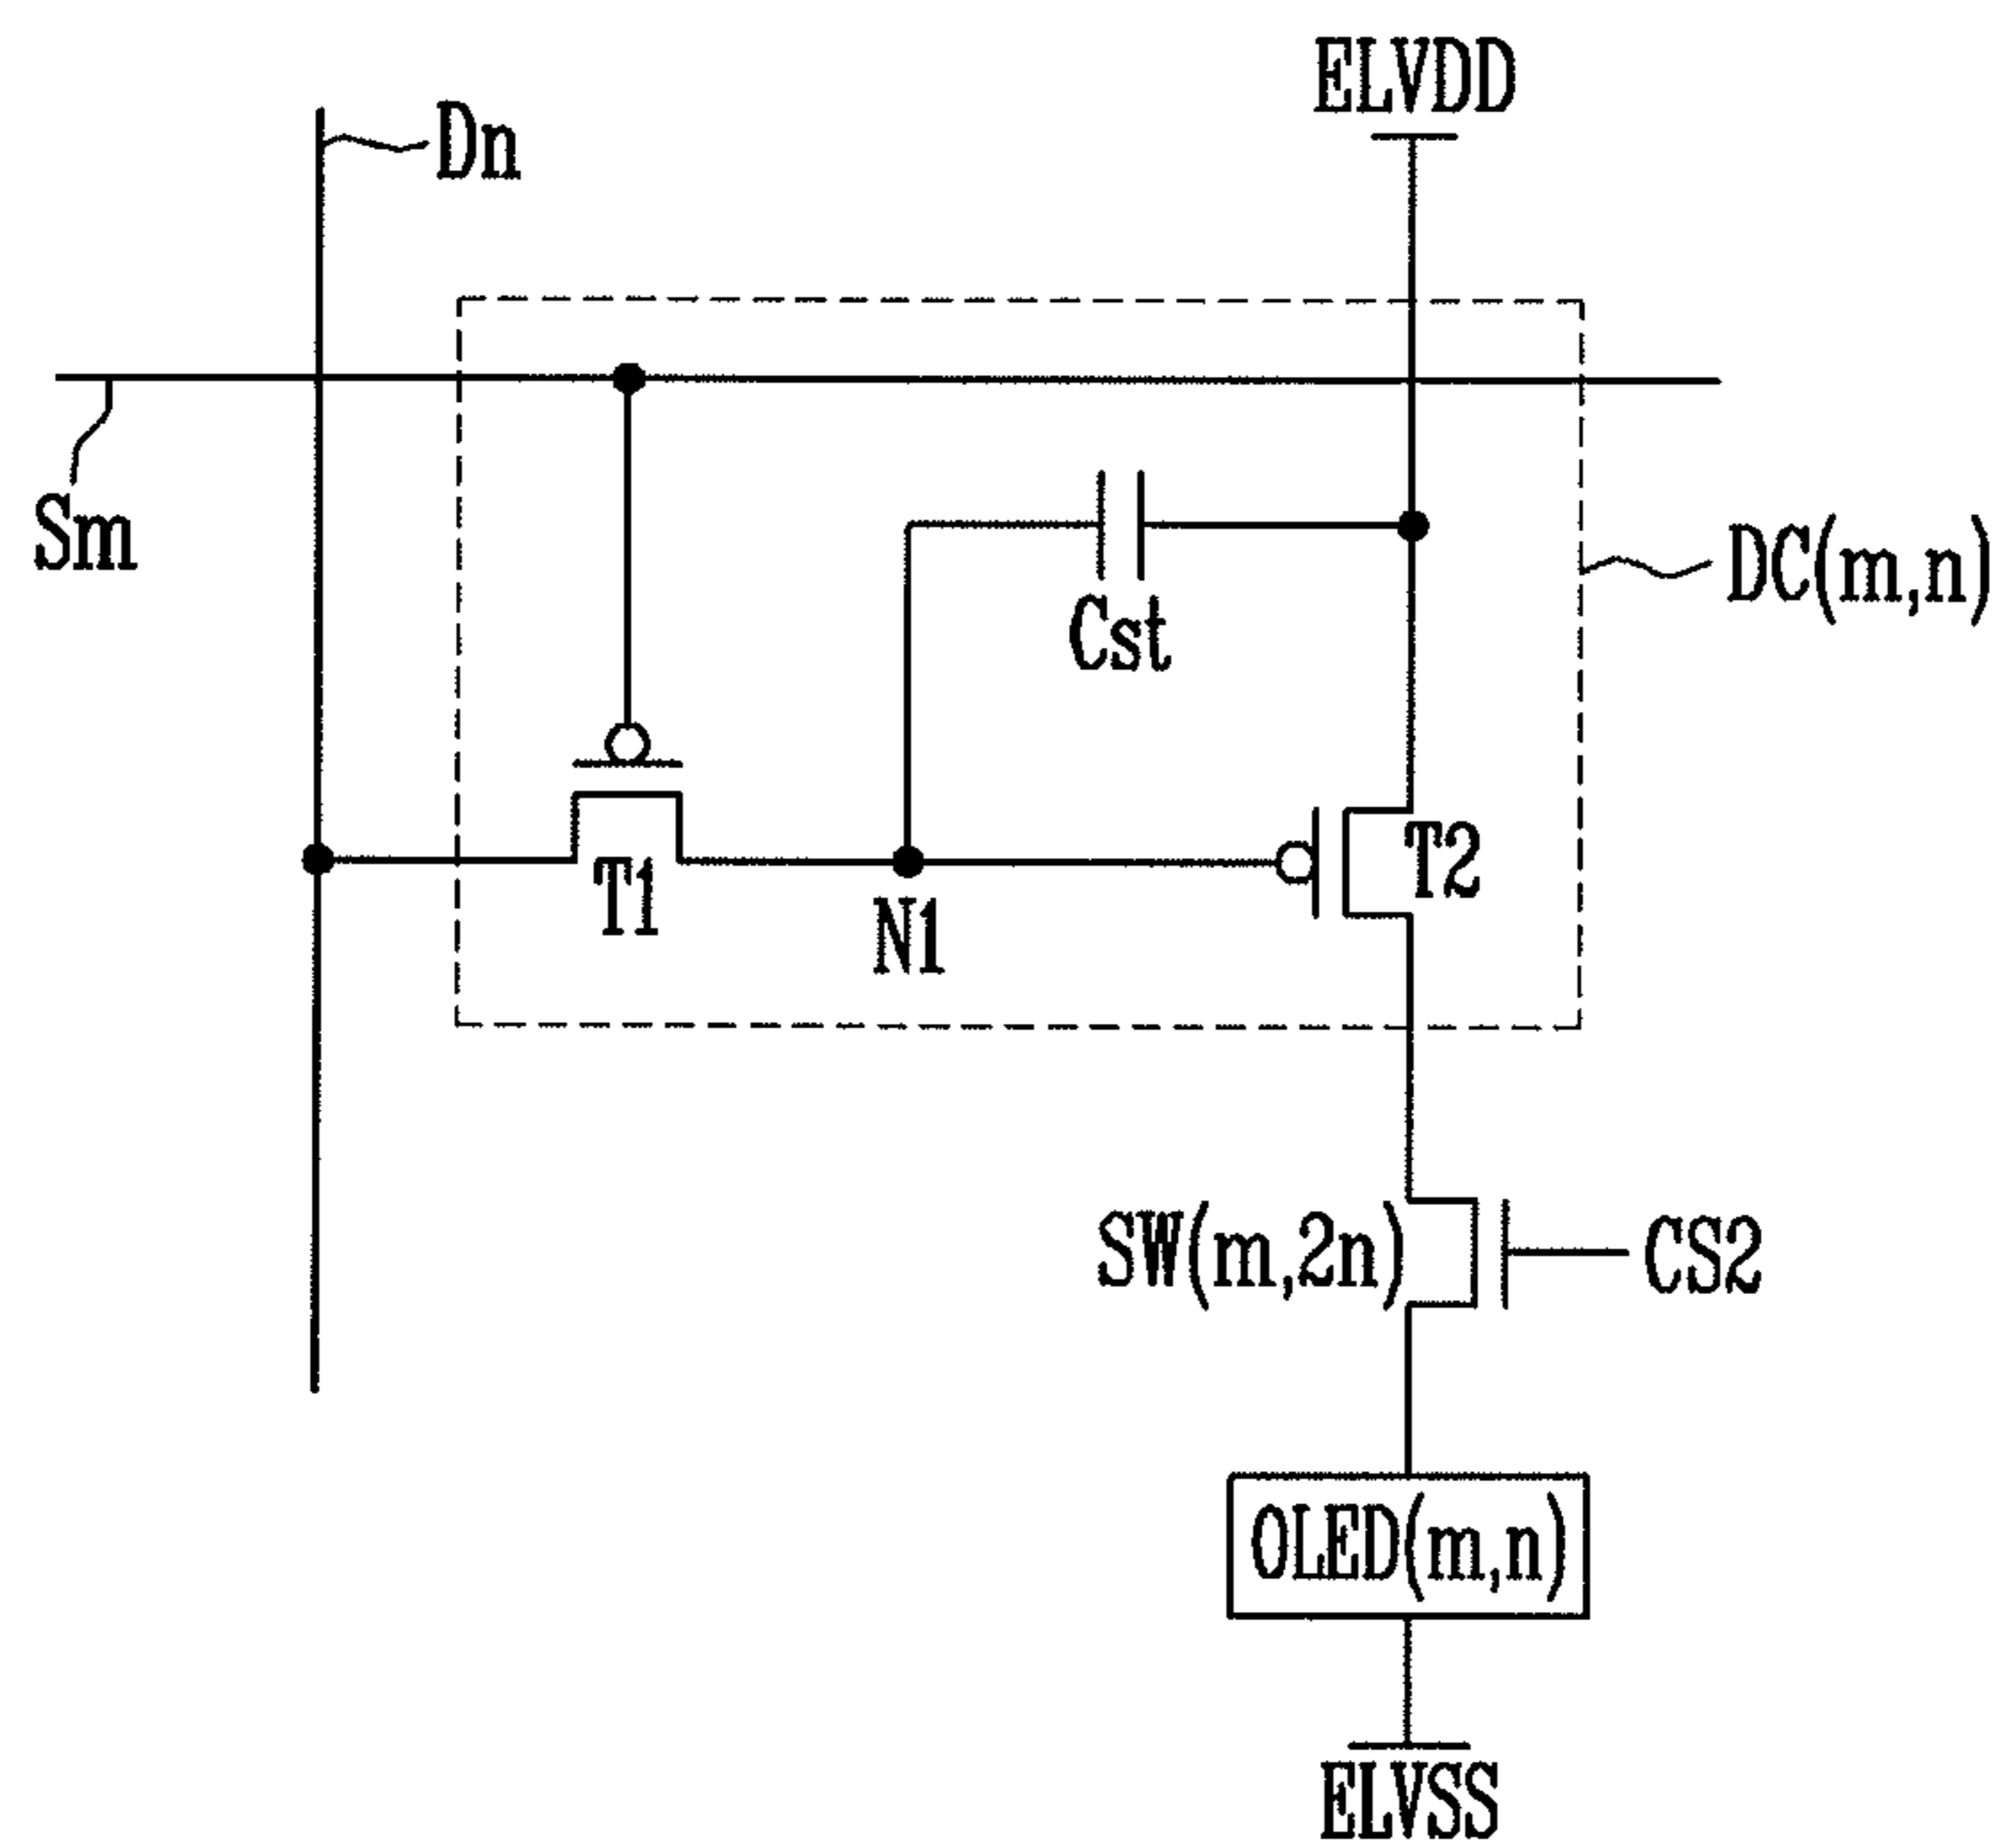 ELVDD
Dn
Sm
DC(m,n)
Cst
T1
T2
N1
SW(m,2n)
CS2
OLED(m,n)
ELVSS